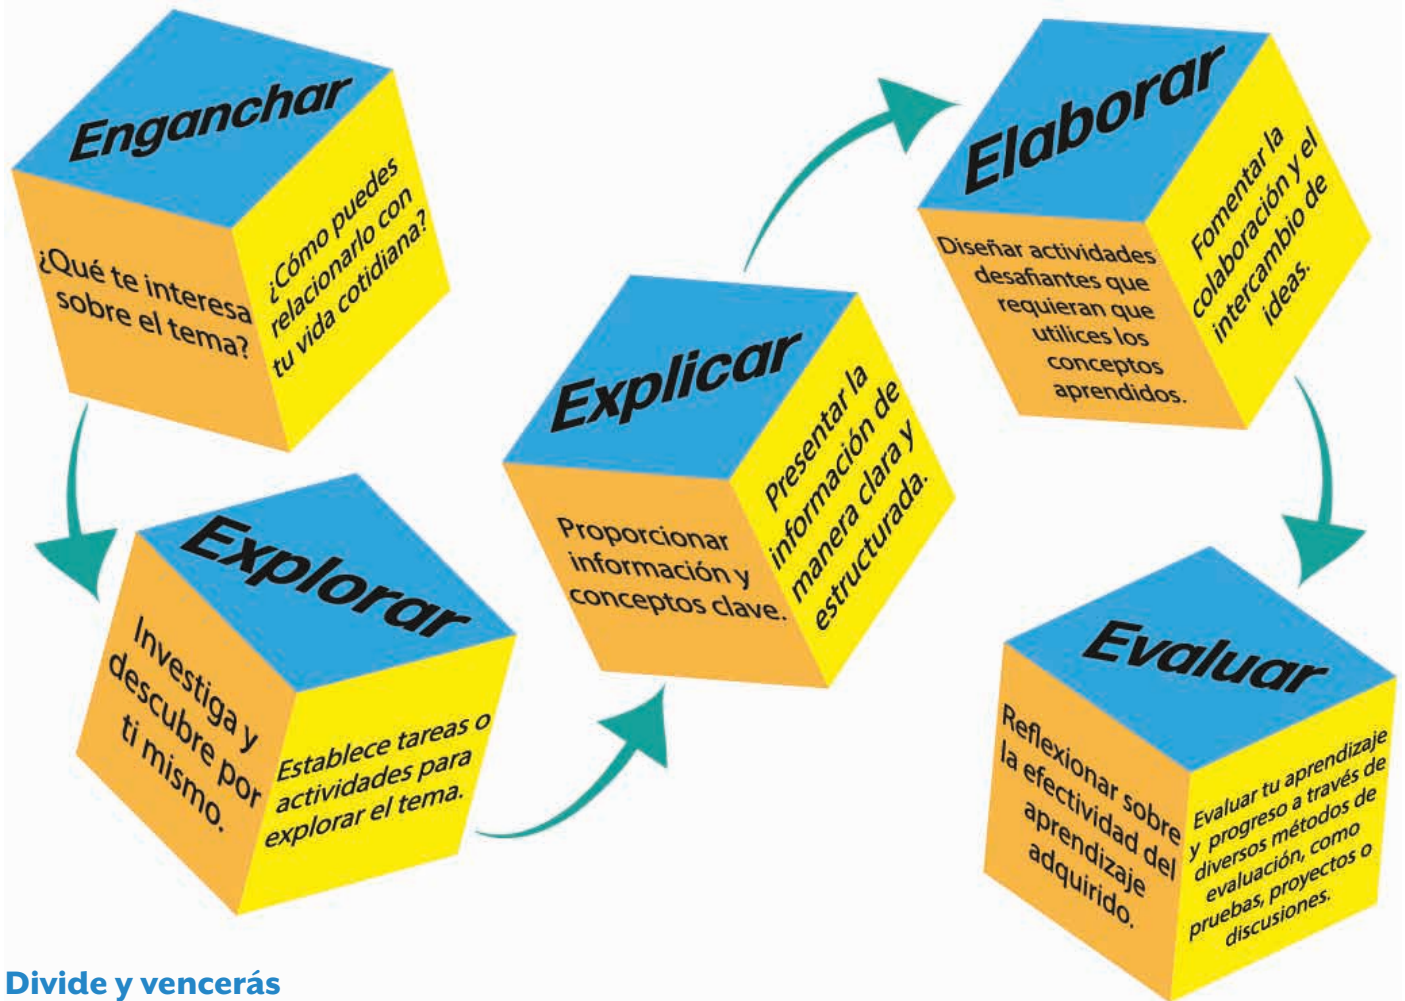 Enganchar
¿Qué te interesa
sobre el tema?
¿Cómo puedes
relacionarlo con
tu vida cotidiana?
Explorar
Investiga y
descubre por
ti mismo.
Establece tareas o
actividades para
explorar el tema.
Explicar
Proporcionar
información y
conceptos clave.
Presentar la
información de
manera clara y
estructurada.
Elaborar
Diseñar actividades
desafiantes que
requieran que
utilices los
conceptos
aprendidos.
Fomentar la
colaboración y el
intercambio de
ideas.
Evaluar
Reflexionar sobre
la efectividad del
aprendizaje
adquirido.
Evaluar tu aprendizaje
y progreso a través de
diversos métodos de
evaluación, como
pruebas, proyectos o
discusiones.
Divide y vencerás